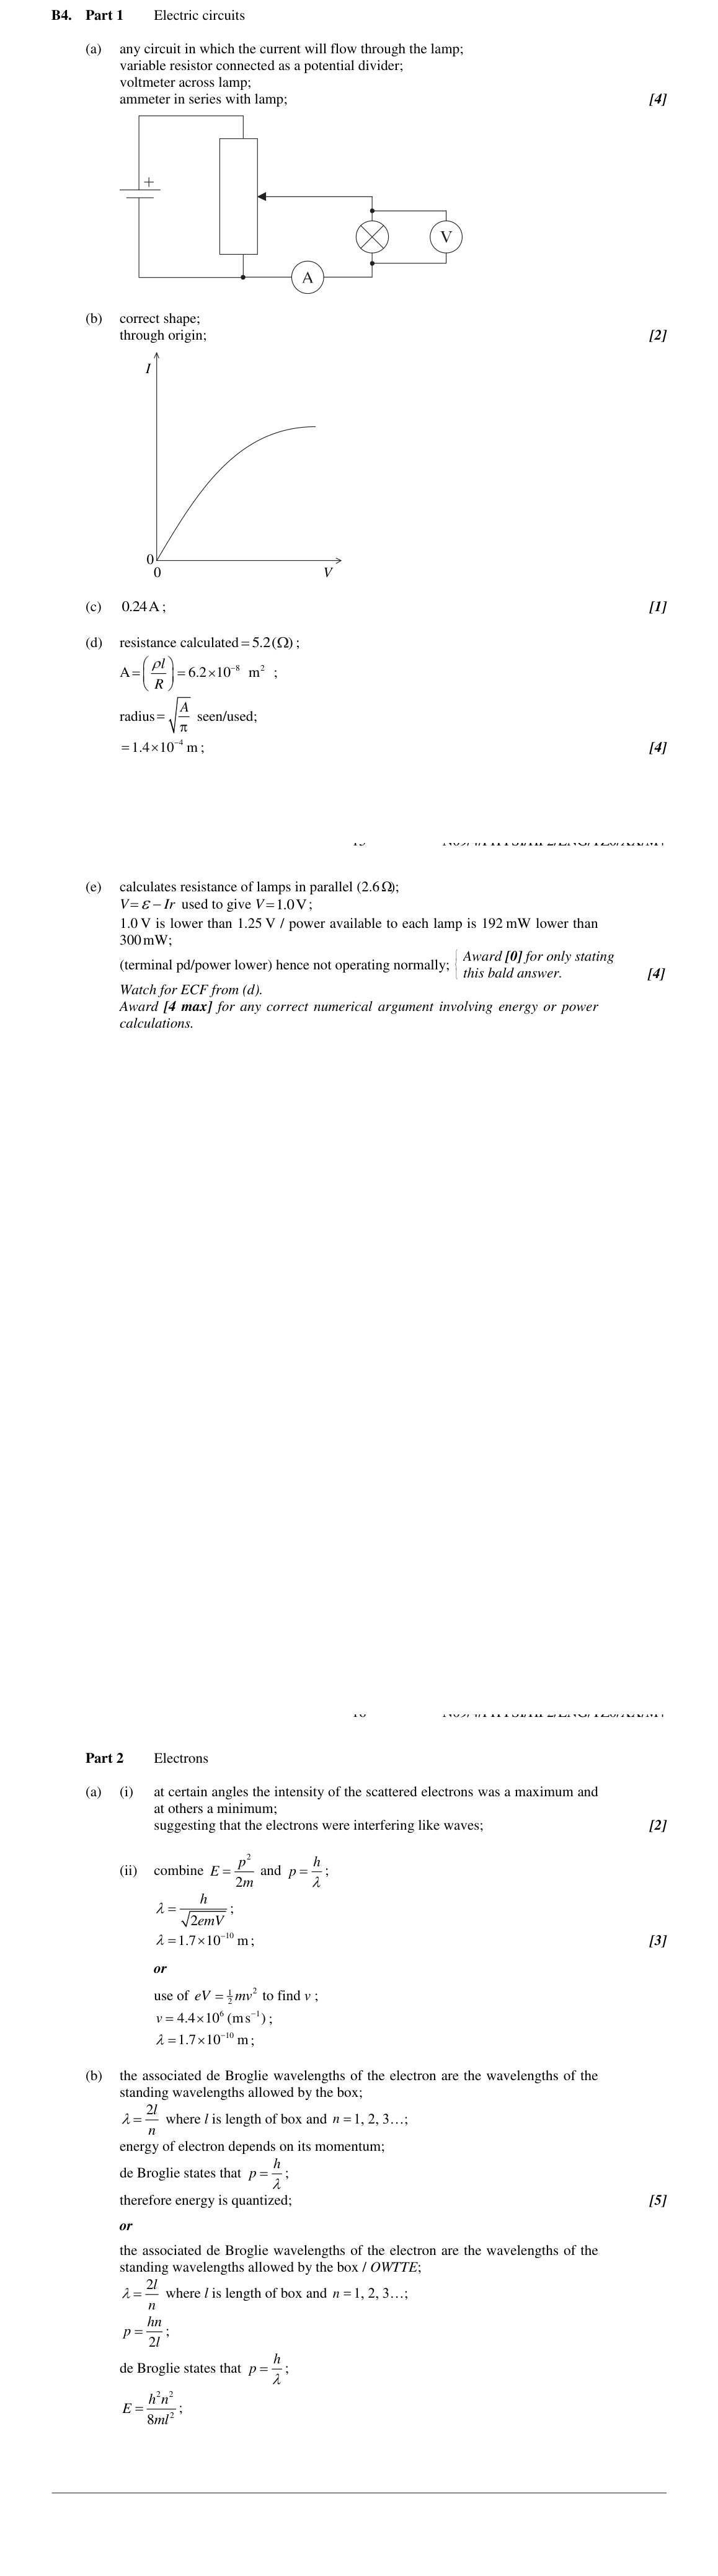 B4. Part 1 Electric circuits
(a) any circuit in which the current will flow through the lamp;
variable resistor connected as a potential divider;
voltmeter across lamp;
ammeter in series with lamp; [4]
+
V
A
(b) correct shape;
through origin; [2]
I
0
0 V
(c) 0.24 A ; [1]
(d) resistance calculated = 5.2(Ω) ;
A = (ρl/R) = 6.2×10⁻⁸ m² ;
radius = √(A/π) seen/used;
= 1.4×10⁻⁴ m ; [4]
(e) calculates resistance of lamps in parallel (2.6Ω);
V = ε − Ir used to give V = 1.0 V ;
1.0 V is lower than 1.25 V / power available to each lamp is 192 mW lower than
300 mW;
(terminal pd/power lower) hence not operating normally; { Award [0] for only stating
this bald answer. [4]
Watch for ECF from (d).
Award [4 max] for any correct numerical argument involving energy or power
calculations.
Part 2 Electrons
(a) (i) at certain angles the intensity of the scattered electrons was a maximum and
at others a minimum;
suggesting that the electrons were interfering like waves; [2]
(ii) combine E = p²/2m and p = h/λ ;
λ = h/√(2emV) ;
λ = 1.7×10⁻¹⁰ m ; [3]
or
use of eV = ½mv² to find v ;
v = 4.4×10⁶ (m s⁻¹) ;
λ = 1.7×10⁻¹⁰ m ;
(b) the associated de Broglie wavelengths of the electron are the wavelengths of the
standing wavelengths allowed by the box;
λ = 2l/n where l is length of box and n = 1, 2, 3…;
energy of electron depends on its momentum;
de Broglie states that p = h/λ ;
therefore energy is quantized; [5]
or
the associated de Broglie wavelengths of the electron are the wavelengths of the
standing wavelengths allowed by the box / OWTTE;
λ = 2l/n where l is length of box and n = 1, 2, 3…;
p = hn/2l ;
de Broglie states that p = h/λ ;
E = h²n²/8ml² ;